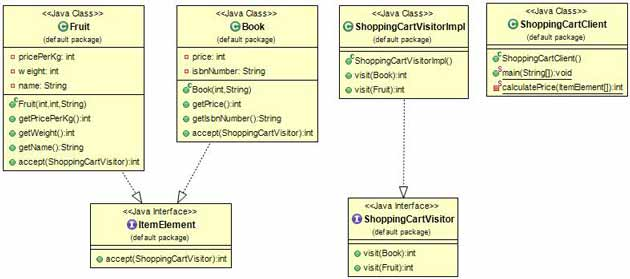 <<Java Class>>
Fruit
(default package)
pricePerKg: int
weight: int
name: String
Fruit(int,int,String)
getPricePerKg():int
getWeight():int
getName():String
accept(ShoppingCartVisitor):int
<<Java Class>>
Book
(default package)
price: int
isbnNumber: String
Book(int,String)
getPrice():int
getIsbnNumber():String
accept(ShoppingCartVisitor):int
<<Java Class>>
ShoppingCartVisitorImpl
(default package)
ShoppingCartVisitorImpl()
visit(Book):int
visit(Fruit):int
<<Java Class>>
ShoppingCartClient
(default package)
ShoppingCartClient()
main(String[]):void
calculatePrice(ItemElement[]):int
<<Java Interface>>
ItemElement
(default package)
accept(ShoppingCartVisitor):int
<<Java Interface>>
ShoppingCartVisitor
(default package)
visit(Book):int
visit(Fruit):int